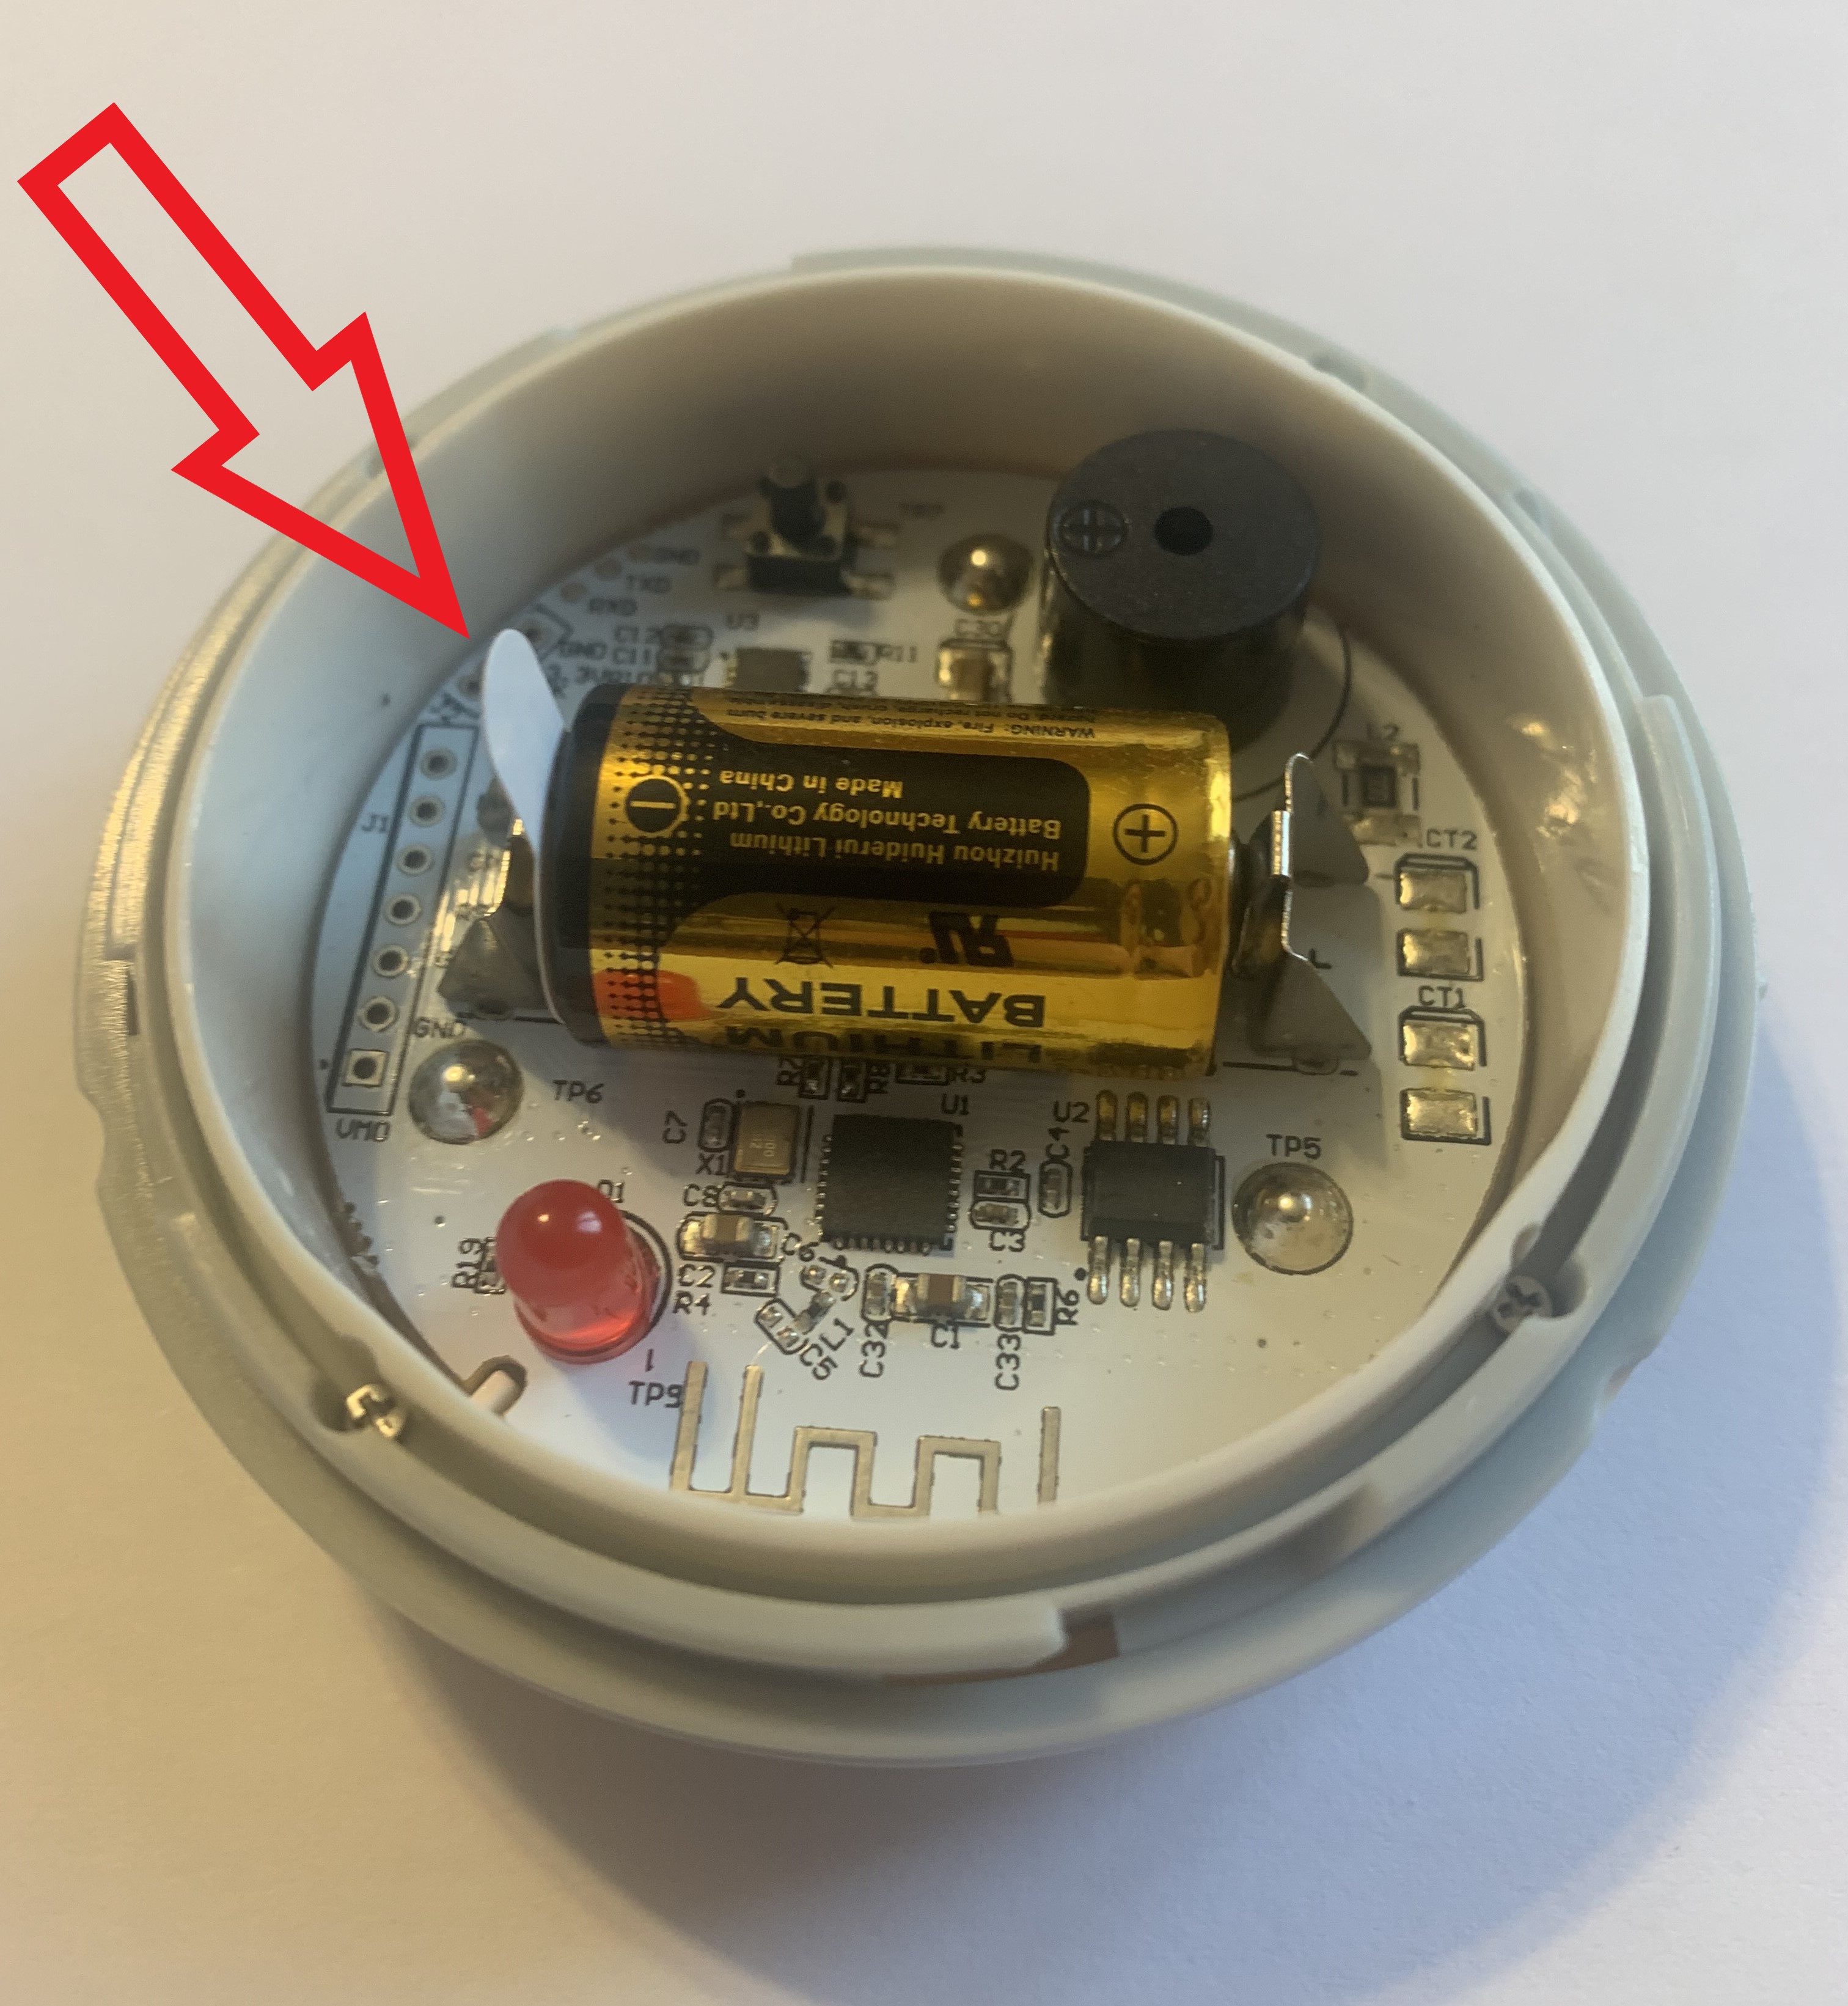 GND
TXD
RXD
U3
C12
GND
C11
R11
C30
C13
L2
J1
WARNING: Fire, explosion, and severe burn
Made in China
Battery Technology Co.,Ltd
Huizhou Huiderui Lithium
BATTERY
LITHIUM
CT2
CT1
GND
VMO
TP6
R7
R8
R3
U1
U2
C7
X1
C4
R2
TP5
C8
C3
R19
C6
C2
R4
R6
L1
C5
C32
C1
C33
1
TP9